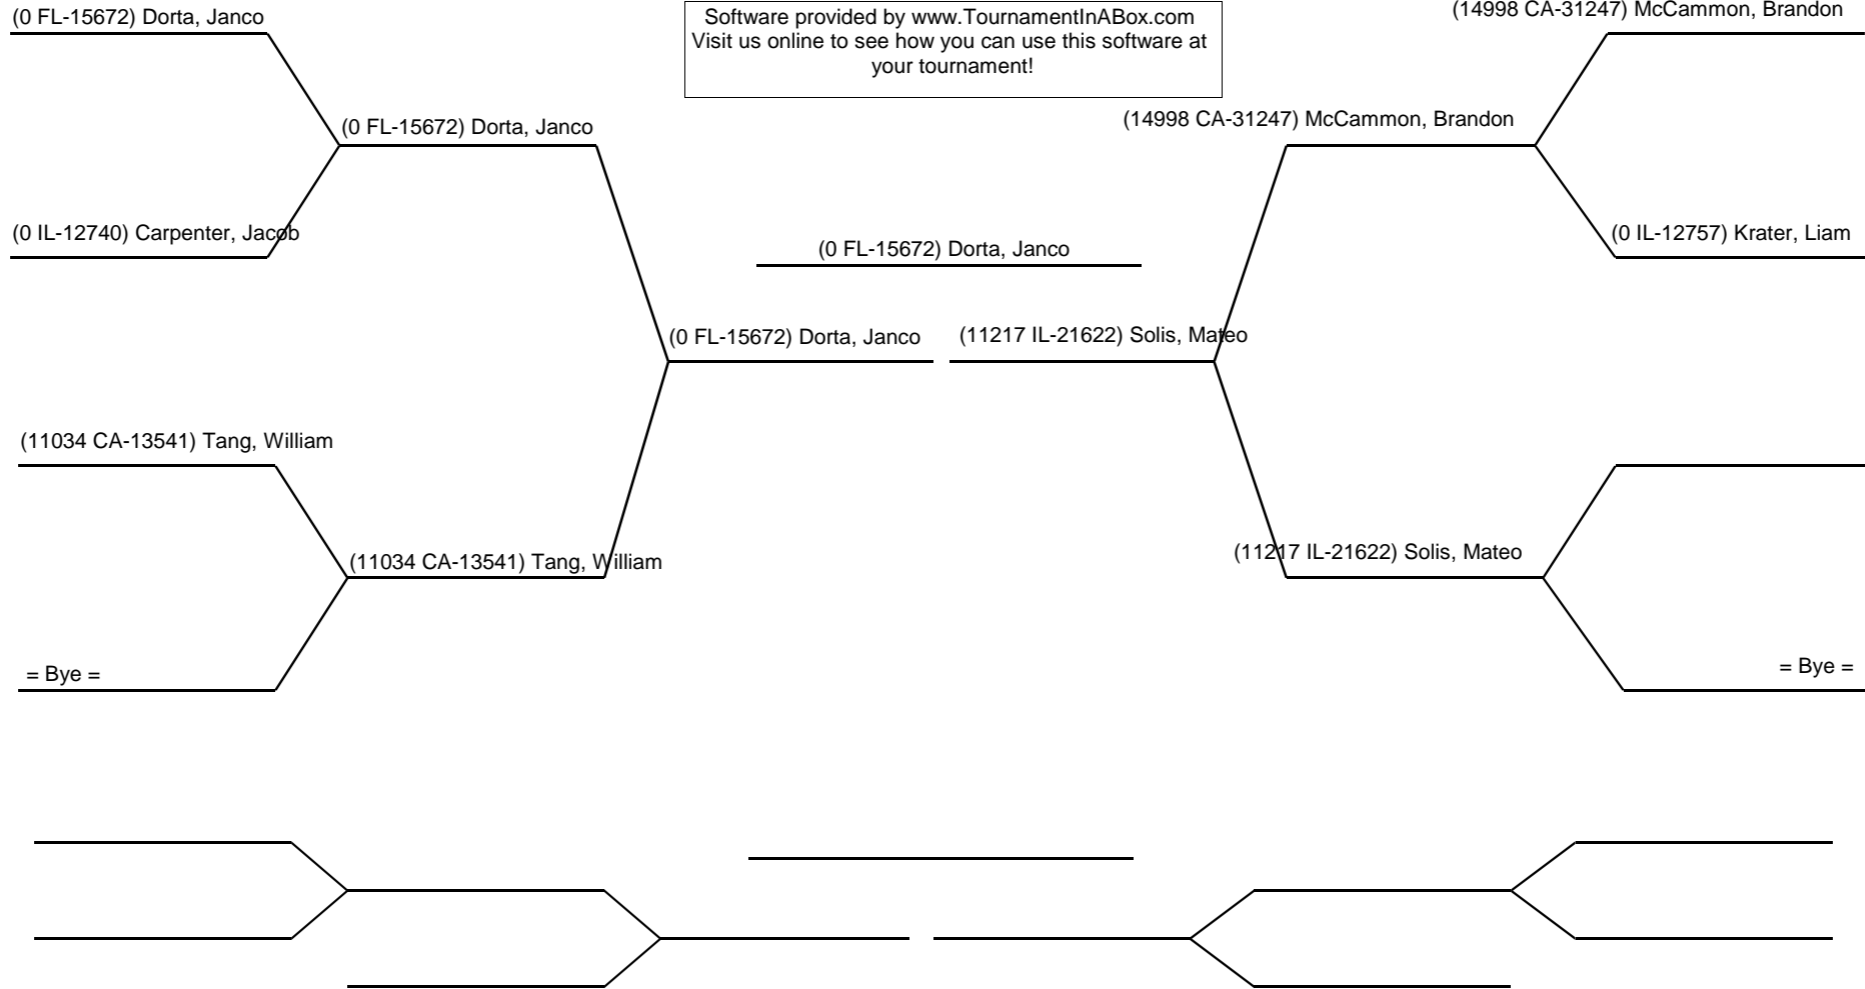 (0 FL-15672) Dorta, Janco
Software provided by www.TournamentInABox.com
Visit us online to see how you can use this software at
your tournament!
(14998 CA-31247) McCammon, Brandon
(0 FL-15672) Dorta, Janco
(14998 CA-31247) McCammon, Brandon
(0 IL-12740) Carpenter, Jacob
(0 FL-15672) Dorta, Janco
(0 IL-12757) Krater, Liam
(0 FL-15672) Dorta, Janco
(11217 IL-21622) Solis, Mateo
(11034 CA-13541) Tang, William
(11034 CA-13541) Tang, William
(11217 IL-21622) Solis, Mateo
= Bye =
= Bye =